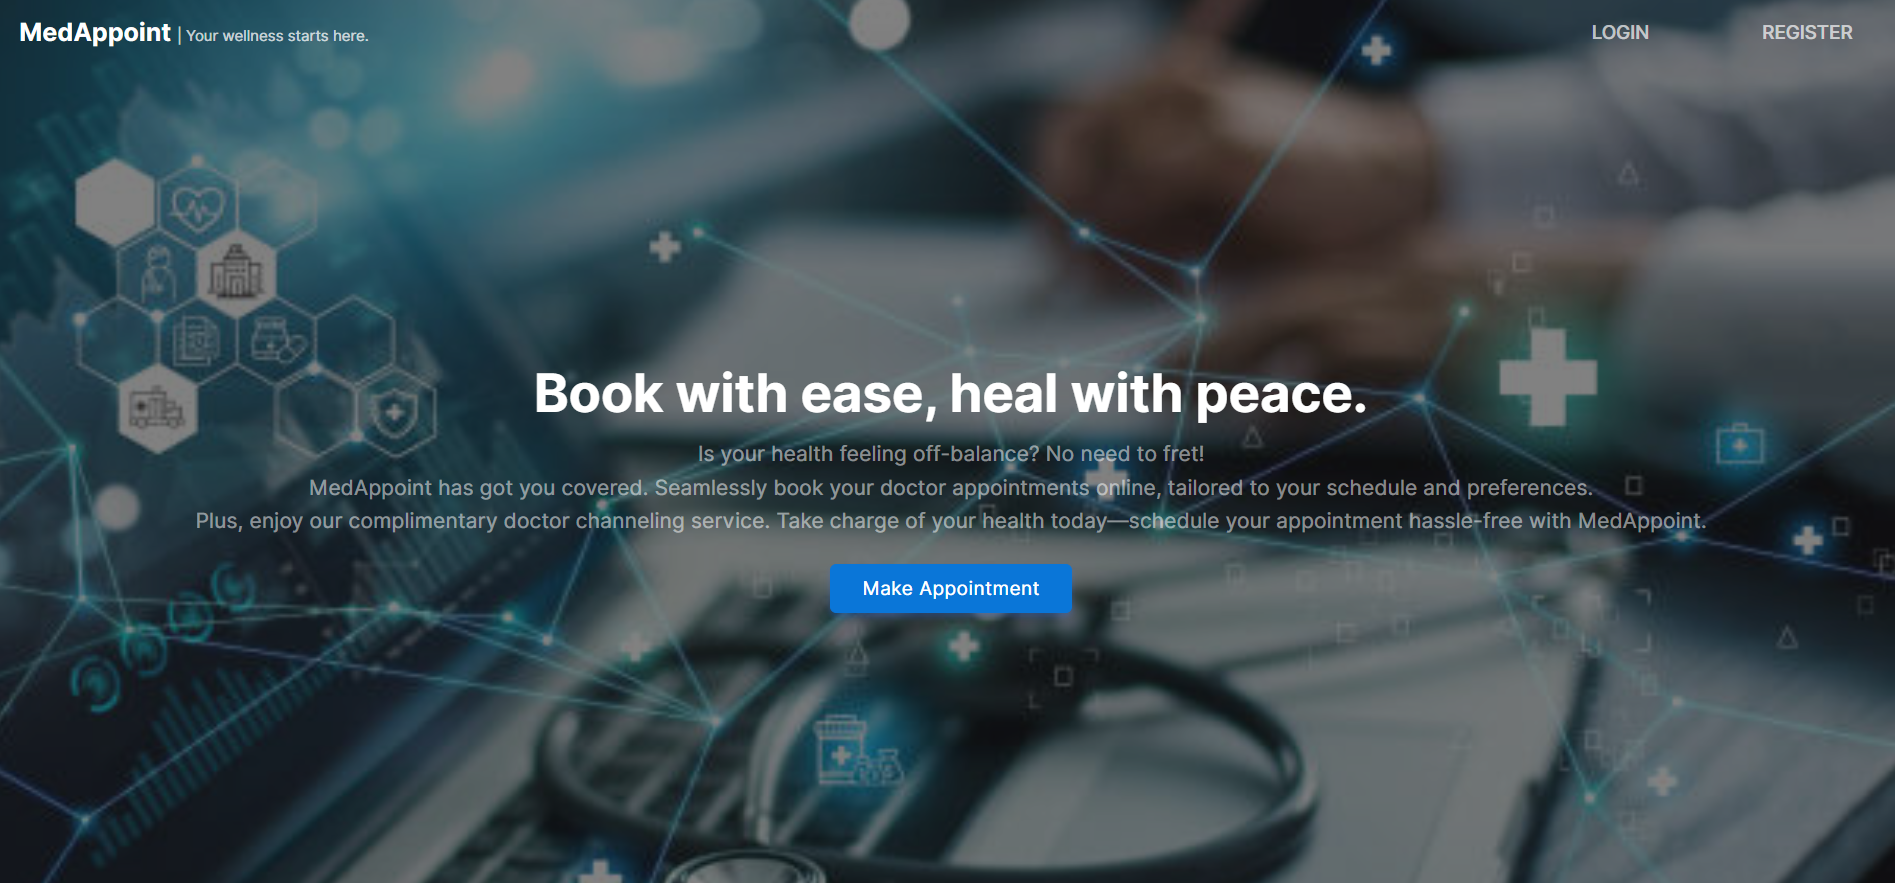 MedAppoint | Your wellness starts here.
LOGIN
REGISTER
Book with ease, heal with peace.
Is your health feeling off-balance? No need to fret!
MedAppoint has got you covered. Seamlessly book your doctor appointments online, tailored to your schedule and preferences.
Plus, enjoy our complimentary doctor channeling service. Take charge of your health today—schedule your appointment hassle-free with MedAppoint.
Make Appointment